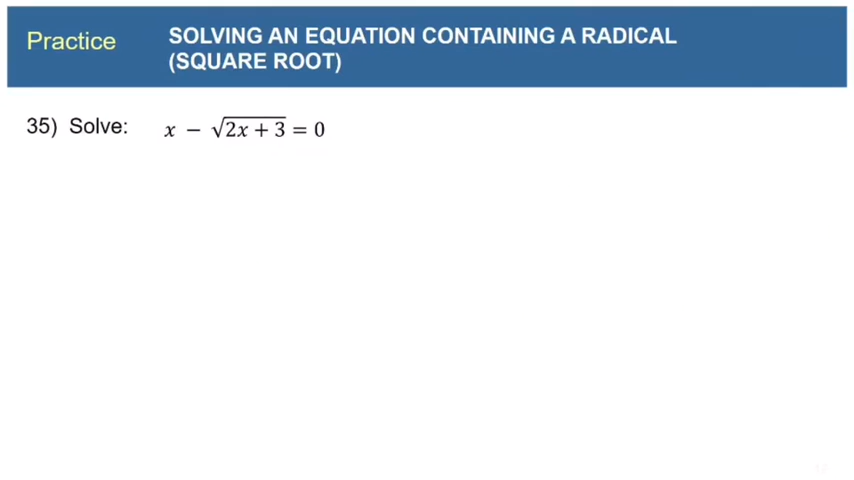 Practice
SOLVING AN EQUATION CONTAINING A RADICAL
(SQUARE ROOT)
35) Solve: x − √(2x + 3) = 0